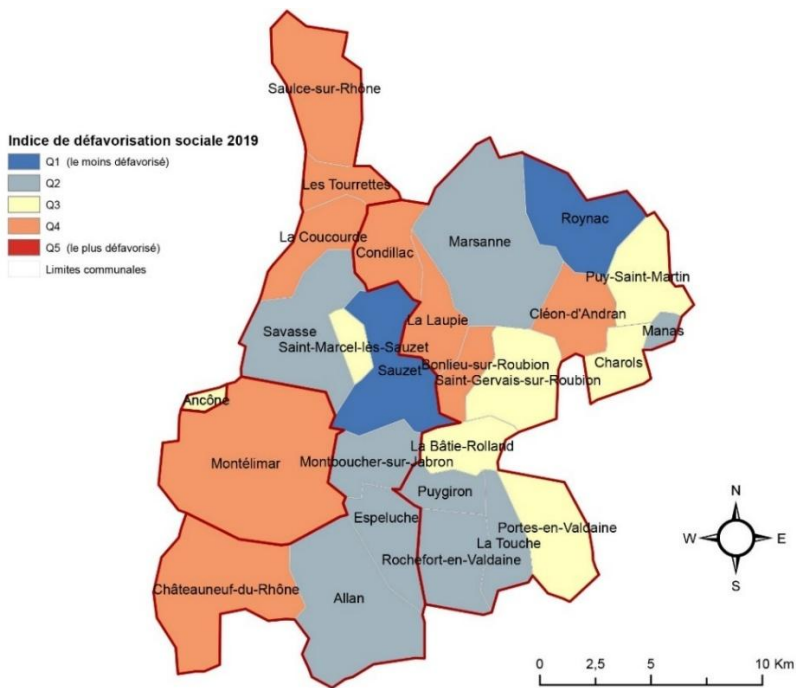 Indice de défavorisation sociale 2019
Q1 (le moins défavorisé)
Q2
Q3
Q4
Q5 (le plus défavorisé)
Limites communales
Saulce-sur-Rhône
Les Tourrettes
La Coucourde
Condillac
Marsanne
Roynac
Puy-Saint-Martin
Savasse
La Laupie
Cléon-d'Andran
Manas
Saint-Marcel-lès-Sauzet
Sauzet
Bonlieu-sur-Roubion
Charols
Saint-Gervais-sur-Roubion
Ancône
La Bâtie-Rolland
Montélimar
Montboucher-sur-Jabron
Puygiron
Espeluche
Portes-en-Valdaine
La Touche
Rochefort-en-Valdaine
Châteauneuf-du-Rhône
Allan
N
W
E
S
0 2,5 5 10 Km